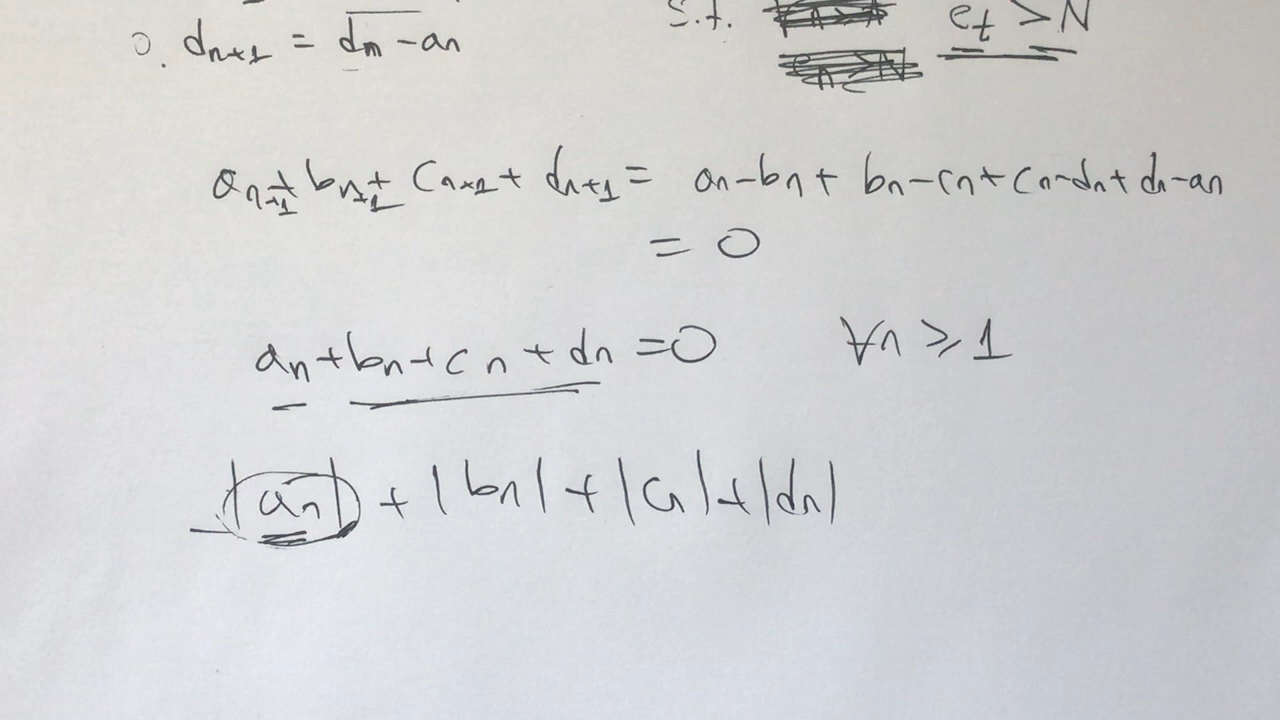 d_{n+1} = d_n - a_n
s.t. e_t > N
a_{n+1} + b_{n+1} + c_{n+1} + d_{n+1} = a_n - b_n + b_n - c_n + c_n - d_n + d_n - a_n
= 0
a_n + b_n + c_n + d_n = 0 ∀n ≥ 1
|a_n| + |b_n| + |c_n| + |d_n|